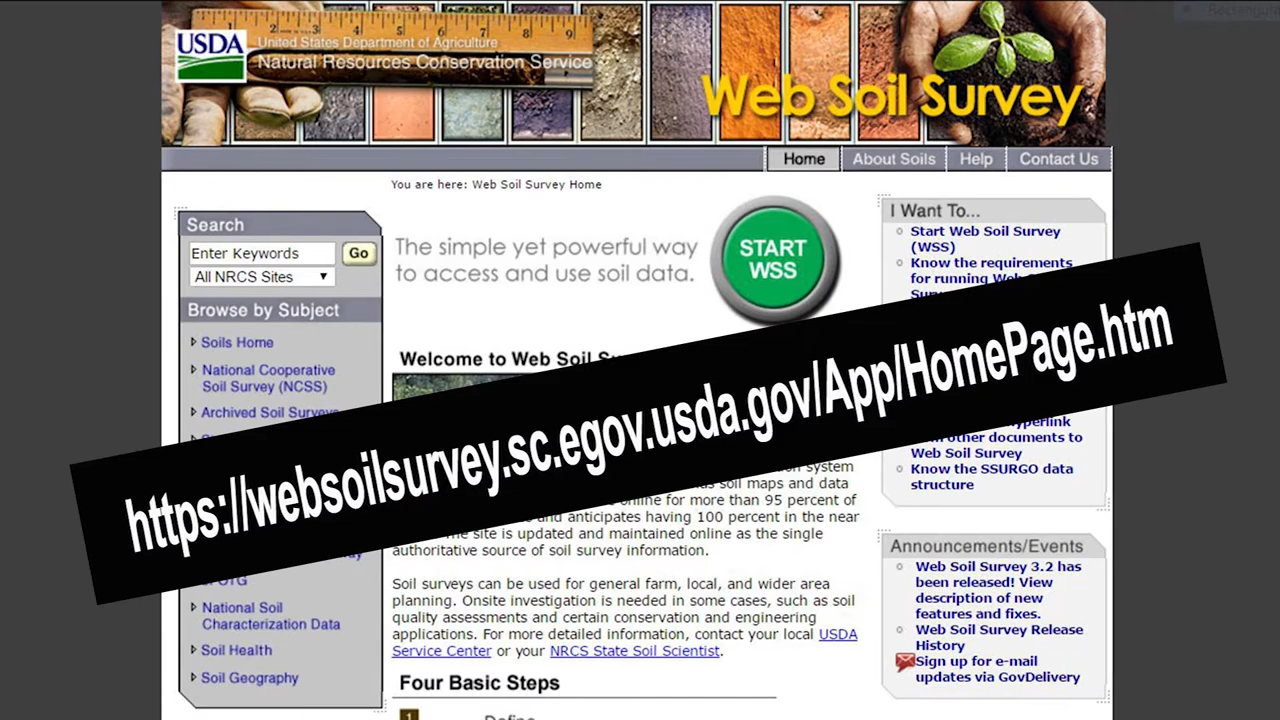 USDA
United States Department of Agriculture
Natural Resources Conservation Service
Web Soil Survey
Home
About Soils
Help
Contact Us
You are here: Web Soil Survey Home
Search
Enter Keywords
Go
All NRCS Sites
Browse by Subject
Soils Home
National Cooperative
Soil Survey (NCSS)
Archived Soil Surveys
National Soil
Characterization Data
Soil Health
Soil Geography
The simple yet powerful way
to access and use soil data.
START
WSS
Welcome to Web Soil
https://websoilsurvey.sc.egov.usda.gov/App/HomePage.htm
system
soil maps and data
online for more than 95 percent of
and anticipates having 100 percent in the near
site is updated and maintained online as the single
authoritative source of soil survey information.
Soil surveys can be used for general farm, local, and wider area
planning. Onsite investigation is needed in some cases, such as soil
quality assessments and certain conservation and engineering
applications. For more detailed information, contact your local USDA
Service Center or your NRCS State Soil Scientist.
Four Basic Steps
1
Define
I Want To...
Start Web Soil Survey
(WSS)
Know the requirements
for running Web
other documents to
Web Soil Survey
Know the SSURGO data
structure
Announcements/Events
Web Soil Survey 3.2 has
been released! View
description of new
features and fixes.
Web Soil Survey Release
History
Sign up for e-mail
updates via GovDelivery